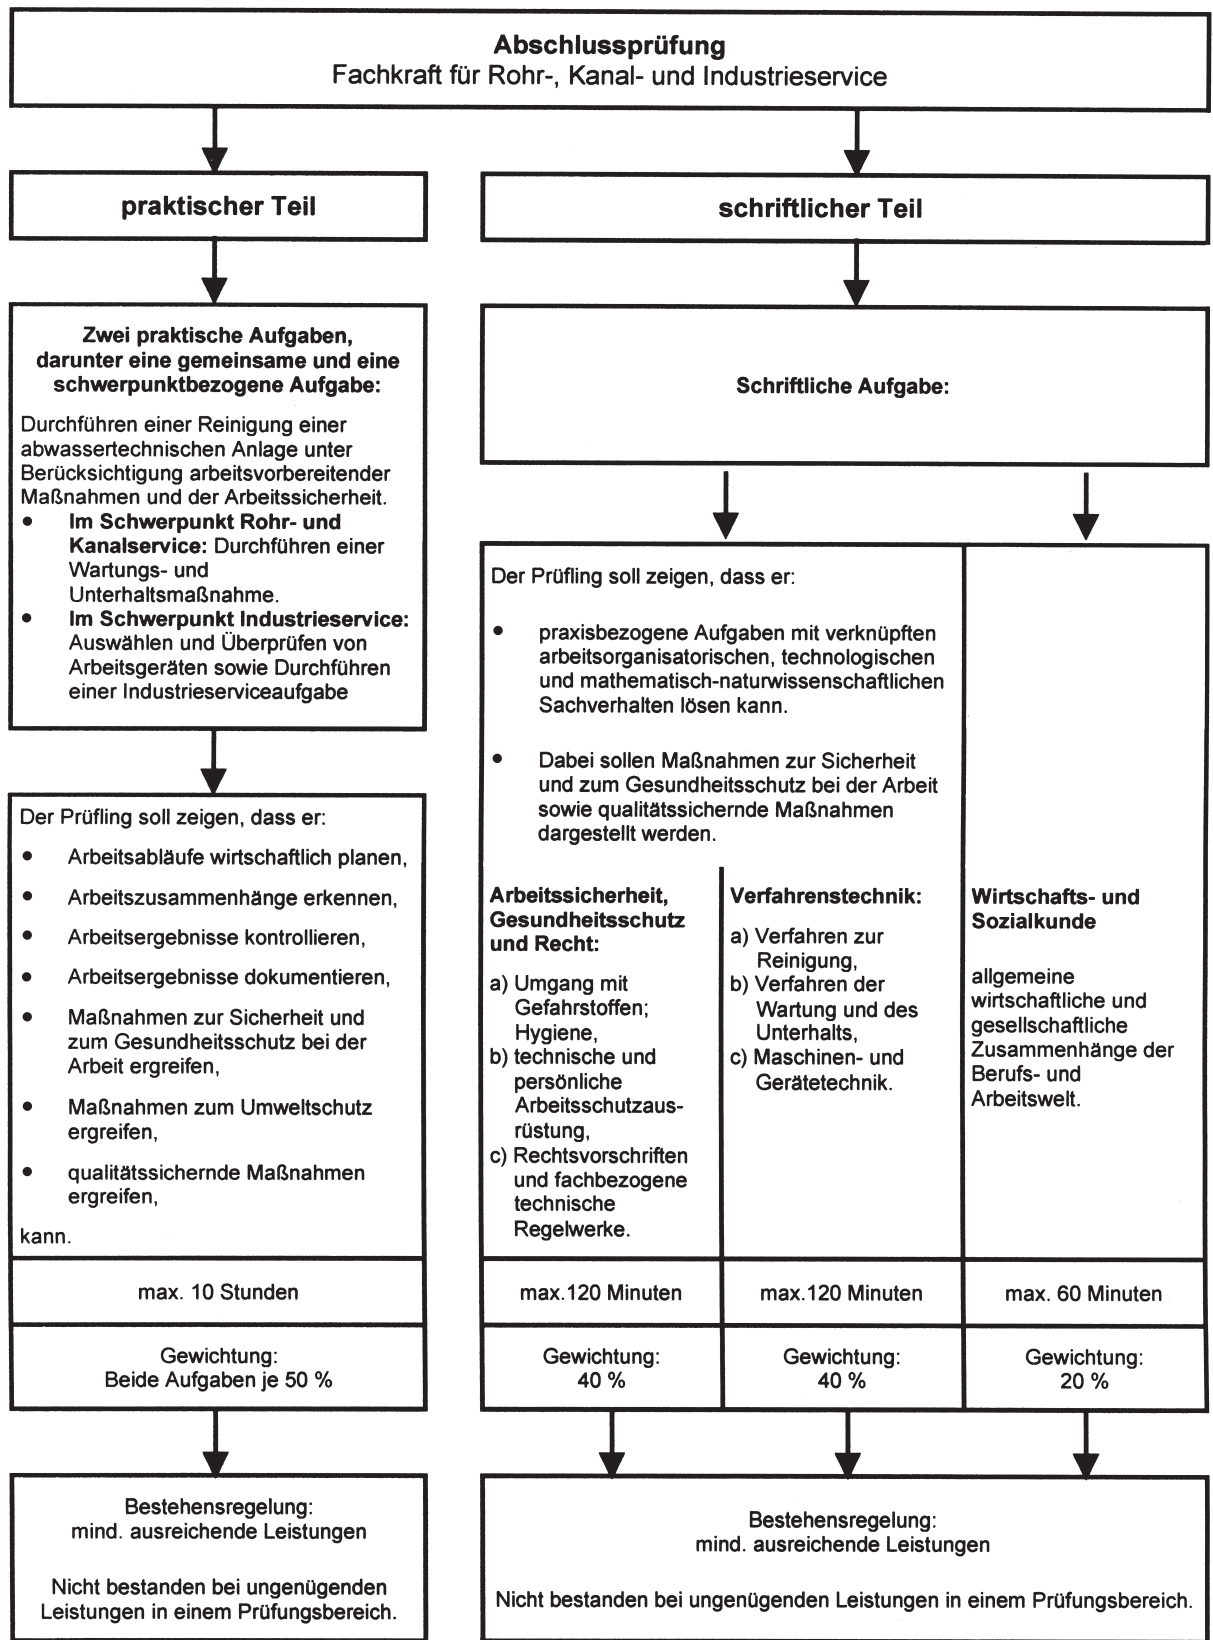 Abschlussprüfung
Fachkraft für Rohr-, Kanal- und Industrieservice
praktischer Teil
Zwei praktische Aufgaben,
darunter eine gemeinsame und eine
schwerpunktbezogene Aufgabe:
Durchführen einer Reinigung einer
abwassertechnischen Anlage unter
Berücksichtigung arbeitsvorbereitender
Maßnahmen und der Arbeitssicherheit.
• Im Schwerpunkt Rohr- und
Kanalservice: Durchführen einer
Wartungs- und
Unterhaltsmaßnahme.
• Im Schwerpunkt Industrieservice:
Auswählen und Überprüfen von
Arbeitsgeräten sowie Durchführen
einer Industrieserviceaufgabe
Der Prüfling soll zeigen, dass er:
• Arbeitsabläufe wirtschaftlich planen,
• Arbeitszusammenhänge erkennen,
• Arbeitsergebnisse kontrollieren,
• Arbeitsergebnisse dokumentieren,
• Maßnahmen zur Sicherheit und
zum Gesundheitsschutz bei der
Arbeit ergreifen,
• Maßnahmen zum Umweltschutz
ergreifen,
• qualitätssichernde Maßnahmen
ergreifen,
kann.
max. 10 Stunden
Gewichtung:
Beide Aufgaben je 50 %
Bestehensregelung:
mind. ausreichende Leistungen
Nicht bestanden bei ungenügenden
Leistungen in einem Prüfungsbereich.
schriftlicher Teil
Schriftliche Aufgabe:
Der Prüfling soll zeigen, dass er:
• praxisbezogene Aufgaben mit verknüpften
arbeitsorganisatorischen, technologischen
und mathematisch-naturwissenschaftlichen
Sachverhalten lösen kann.
• Dabei sollen Maßnahmen zur Sicherheit
und zum Gesundheitsschutz bei der Arbeit
sowie qualitätssichernde Maßnahmen
dargestellt werden.
Arbeitssicherheit,
Gesundheitsschutz
und Recht:
a) Umgang mit
Gefahrstoffen;
Hygiene,
b) technische und
persönliche
Arbeitsschutzaus-
rüstung,
c) Rechtsvorschriften
und fachbezogene
technische
Regelwerke.
max.120 Minuten
Gewichtung:
40 %
Verfahrenstechnik:
a) Verfahren zur
Reinigung,
b) Verfahren der
Wartung und des
Unterhalts,
c) Maschinen- und
Gerätetechnik.
max.120 Minuten
Gewichtung:
40 %
Wirtschafts- und
Sozialkunde
allgemeine
wirtschaftliche und
gesellschaftliche
Zusammenhänge der
Berufs- und
Arbeitswelt.
max. 60 Minuten
Gewichtung:
20 %
Bestehensregelung:
mind. ausreichende Leistungen
Nicht bestanden bei ungenügenden Leistungen in einem Prüfungsbereich.